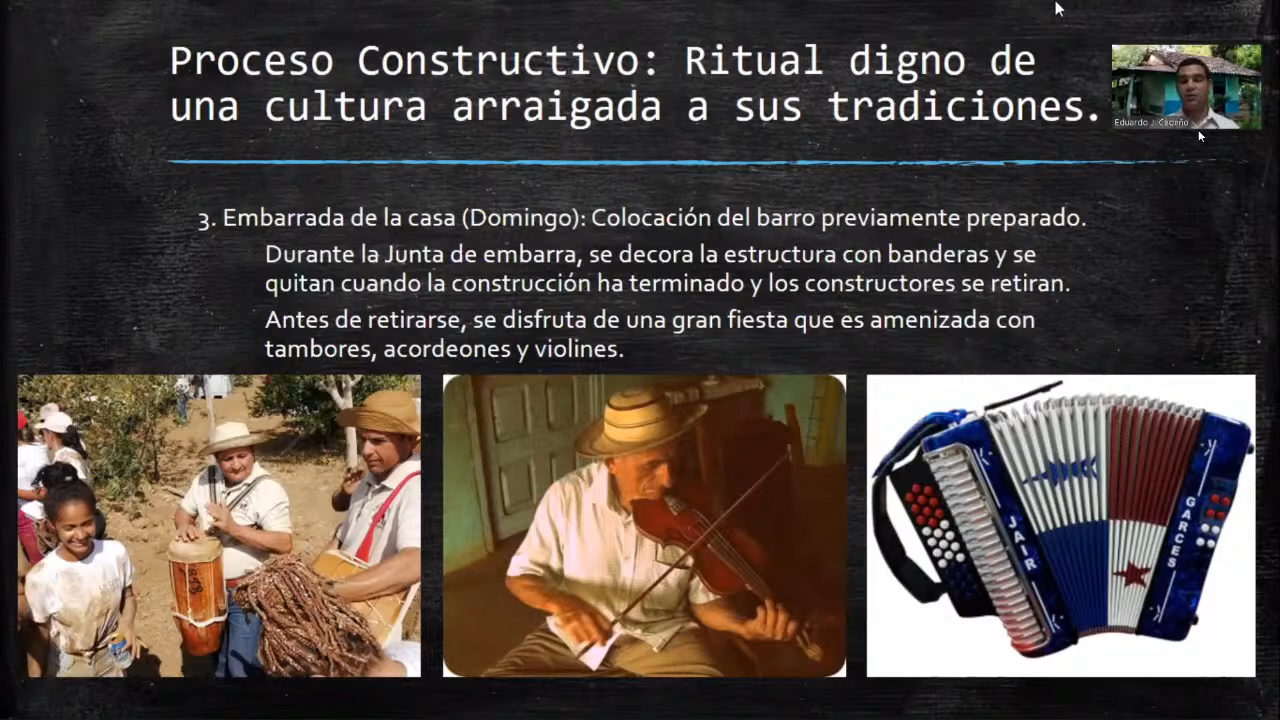 Proceso Constructivo: Ritual digno de
una cultura arraigada a sus tradiciones.
Eduardo J Cedeño
3. Embarrada de la casa (Domingo): Colocación del barro previamente preparado.
Durante la Junta de embarra, se decora la estructura con banderas y se
quitan cuando la construcción ha terminado y los constructores se retiran.
Antes de retirarse, se disfruta de una gran fiesta que es amenizada con
tambores, acordeones y violines.
JAIR
GARCES